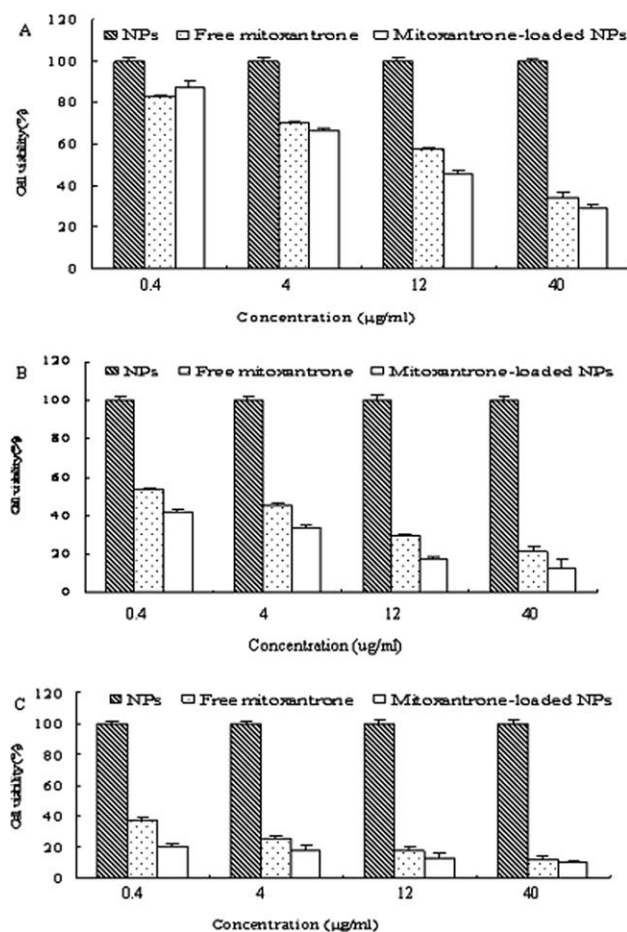 A
120
NPs Free mitoxantrone Mitoxantrone-loaded NPs
100
80
60
40
20
0
Cell viability(%)
0.4 4 12 40
Concentration (μg/ml)
B
120
NPs Free mitoxantrone Mitoxantrone-loaded NPs
100
80
60
40
20
0
Cell viability(%)
0.4 4 12 40
Concentration (ug/ml)
C
120
NPs Free mitoxantrone Mitoxantrone-loaded NPs
100
80
60
40
20
0
Cell viability(%)
0.4 4 12 40
Concentration (μg/ml)